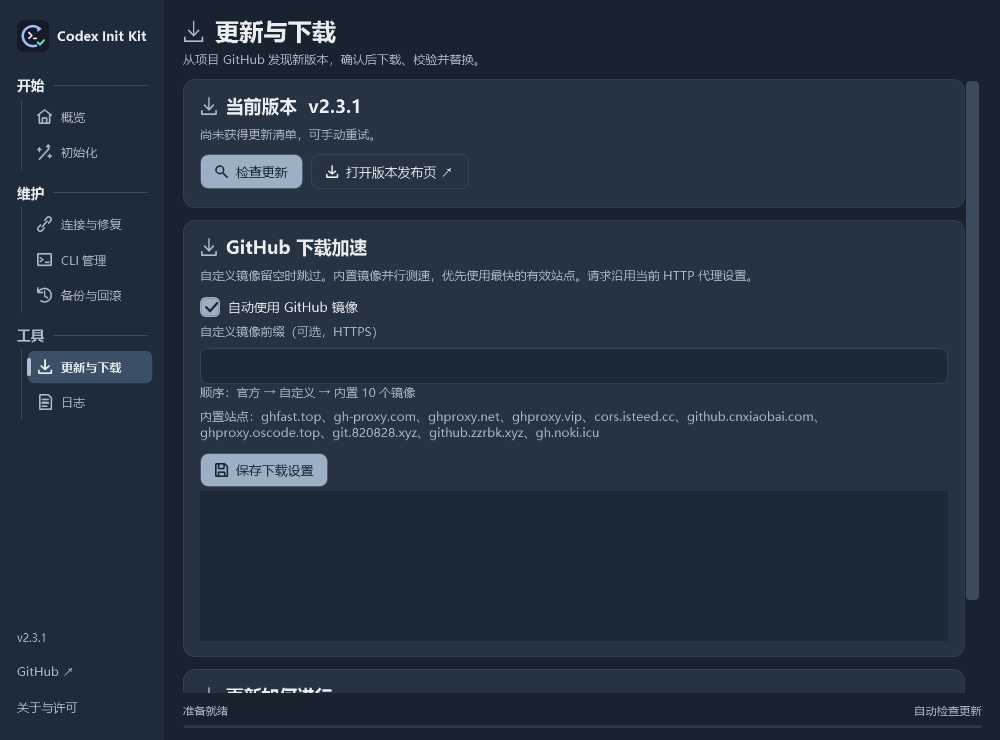 Codex Init Kit
开始
概览
初始化
维护
连接与修复
CLI 管理
备份与回滚
工具
更新与下载
日志
v2.3.1
GitHub ↗
关于与许可
更新与下载
从项目 GitHub 发现新版本，确认后下载、校验并替换。
当前版本 v2.3.1
尚未获得更新清单，可手动重试。
检查更新
打开版本发布页 ↗
GitHub 下载加速
自定义镜像留空时跳过。内置镜像并行测速，优先使用最快的有效站点。请求沿用当前 HTTP 代理设置。
自动使用 GitHub 镜像
自定义镜像前缀（可选，HTTPS）
顺序：官方 → 自定义 → 内置 10 个镜像
内置站点：ghfast.top、gh-proxy.com、ghproxy.net、ghproxy.vip、cors.isteed.cc、github.cnxiaobai.com、
ghproxy.oscode.top、git.820828.xyz、github.zzrbk.xyz、gh.noki.icu
保存下载设置
更新如何进行
准备就绪
自动检查更新